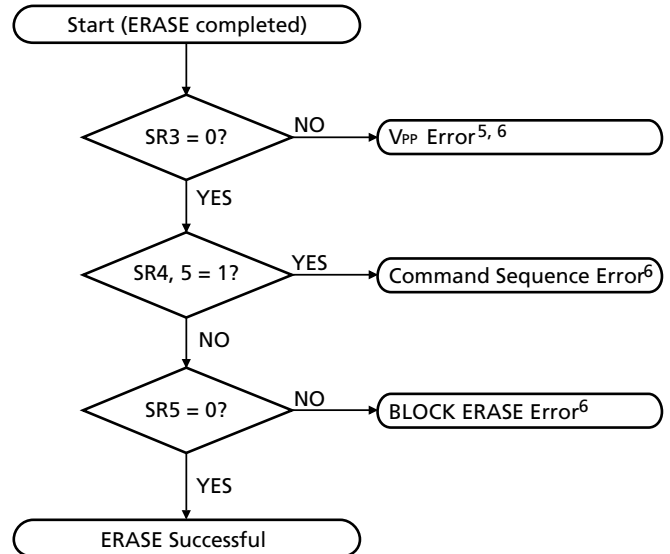 Start (ERASE completed)
SR3 = 0?
NO
VPP Error5, 6
YES
SR4, 5 = 1?
YES
Command Sequence Error6
NO
SR5 = 0?
NO
BLOCK ERASE Error6
YES
ERASE Successful